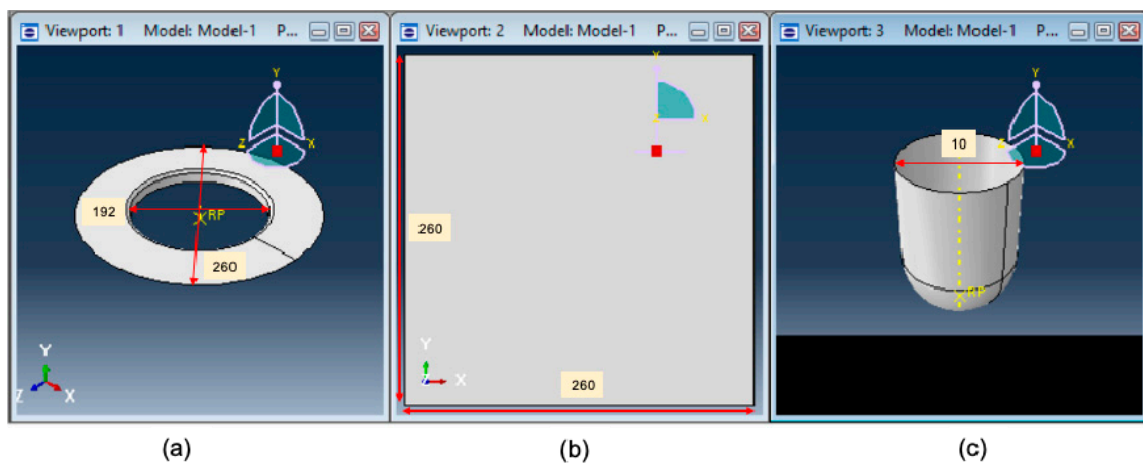 Viewport: 1 Model: Model-1 P...
Y
Z X
192
RP
260
Y
Z X
Viewport: 2 Model: Model-1 P...
Y
Z X
.260
Y
X
260
Viewport: 3 Model: Model-1 P...
Y
10
Z X
RP
(a)
(b)
(c)